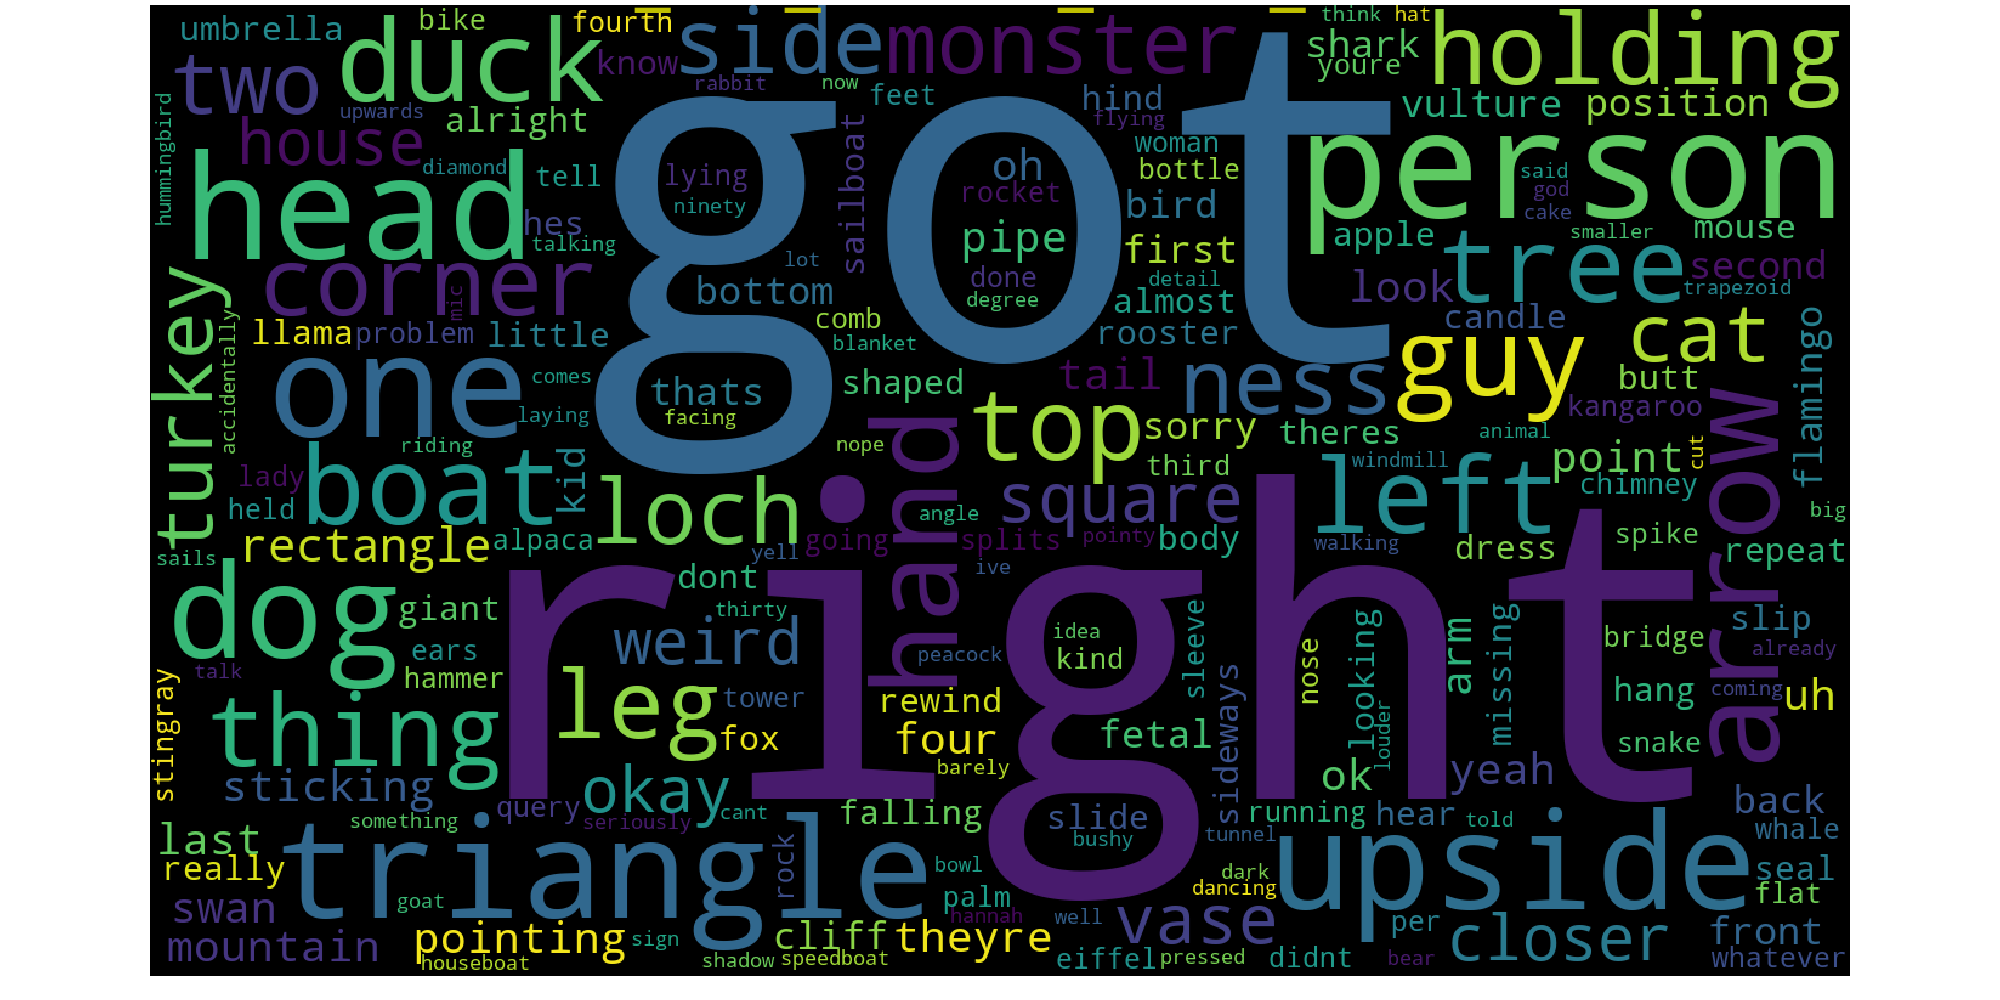 umbrella
bike
fourth
side
monster
think
hat
holding
two
duck
know
shark
youre
upwards
rabbit
now
feet
hind
flying
vulture
position
house
alright
got
person
hummingbird
head
diamond
tell
lying
ninety
oh
rocket
woman
bottle
said
god
cake
hes
talking
sailboat
pipe
bird
first
apple
smaller
mouse
corner
mic
lot
bottom
done
degree
detail
almost
look
tree
second
trapezoid
turkey
accidentally
llama
problem
little
comb
blanket
rooster
candle
cat
flamingo
one
comes
laying
thats
facing
shaped
tail
ness
guy
butt
kangaroo
riding
nope
hand
top
sorry
theres
animal
arrow
boat
kid
loch
third
square
left
windmill
point
cut
chimney
lady
held
angle
big
sails
rectangle
alpaca
going
splits
pointy
body
walking
dress
spike
repeat
yell
ive
dog
giant
dont
thirty
right
sleeve
slip
ears
weird
idea
kind
looking
missing
arm
bridge
already
talk
hammer
peacock
nose
stingray
thing
leg
tower
rewind
sideways
hang
coming
uh
fox
four
fetal
louder
snake
sticking
okay
barely
ok
yeah
query
cant
falling
slide
running
hear
told
back
last
something
seriously
rock
bushy
tunnel
whale
really
triangle
bowl
dark
upside
seal
swan
goat
palm
dancing
flat
mountain
pointing
sign
cliff
theyre
hannah
well
vase
per
closer
front
houseboat
shadow
speedboat
eiffel
pressed
didnt
bear
whatever